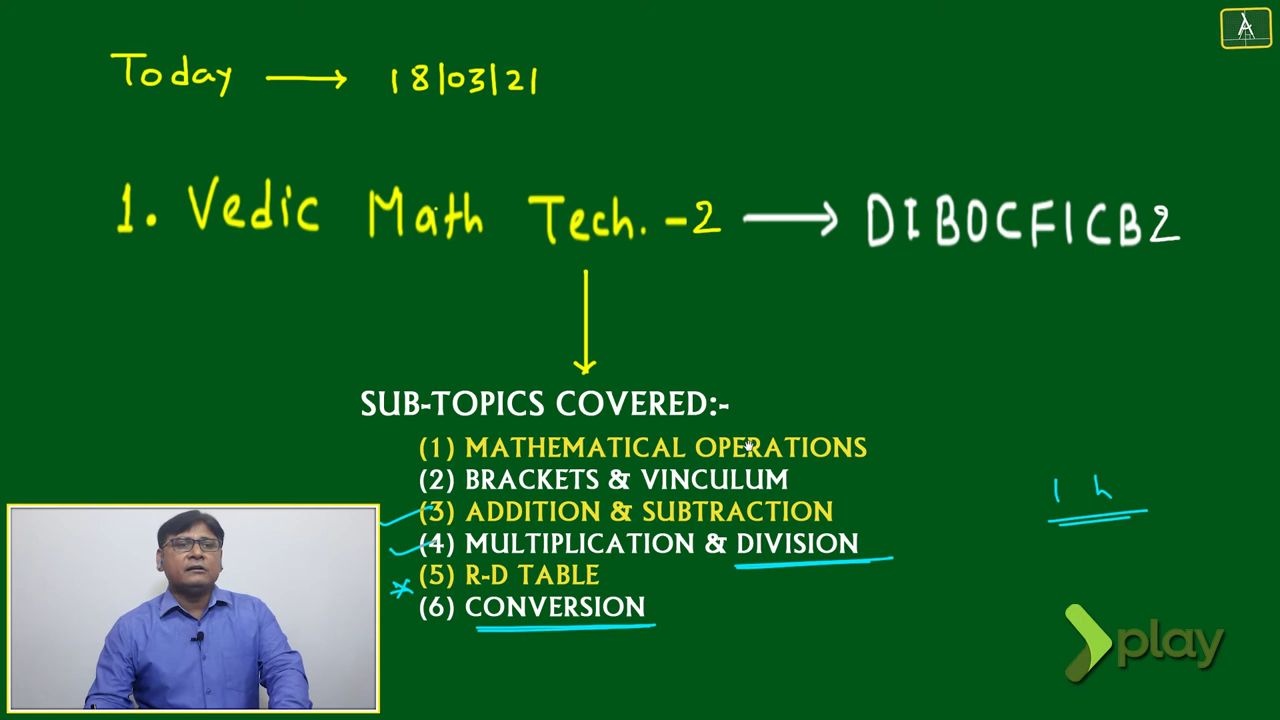 A
Today → 18/03/21
1. Vedic Math Tech. -2 → DIBOCFICB2
SUB-TOPICS COVERED:-
(1) MATHEMATICAL OPERATIONS
(2) BRACKETS & VINCULUM
(3) ADDITION & SUBTRACTION
(4) MULTIPLICATION & DIVISION
(5) R-D TABLE
(6) CONVERSION
1 h
play